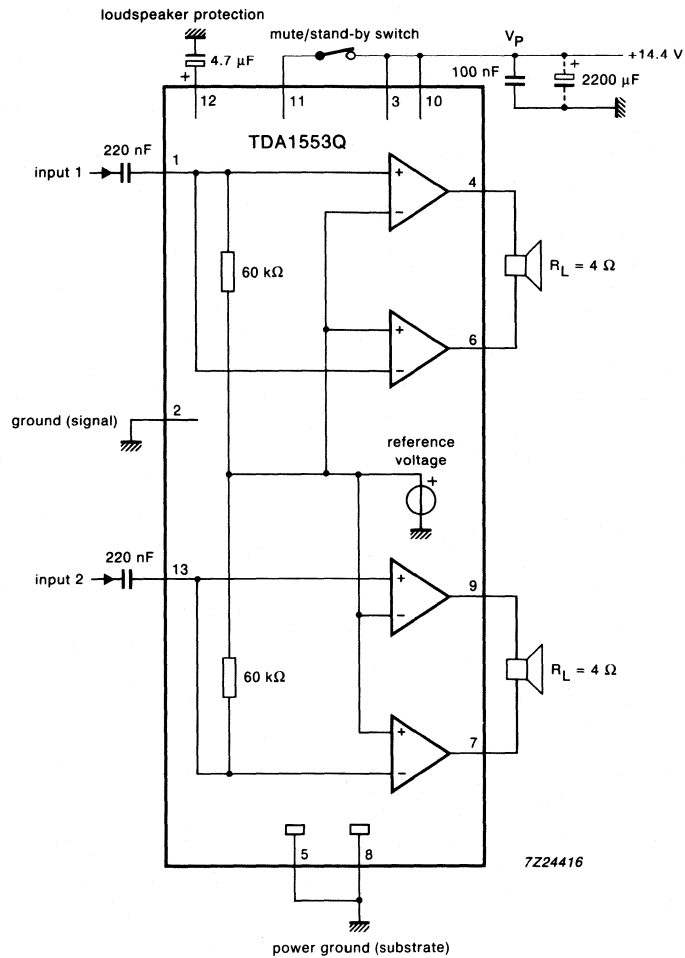 loudspeaker protection
mute/stand-by switch
4.7 µF
+
V_P
+14.4 V
100 nF
+
2200 µF
12
11
3
10
TDA1553Q
220 nF
1
input 1
+
−
4
60 kΩ
R_L = 4 Ω
+
−
6
2
ground (signal)
reference
voltage
+
220 nF
13
input 2
+
−
9
60 kΩ
R_L = 4 Ω
+
−
7
5
8
7Z24416
power ground (substrate)